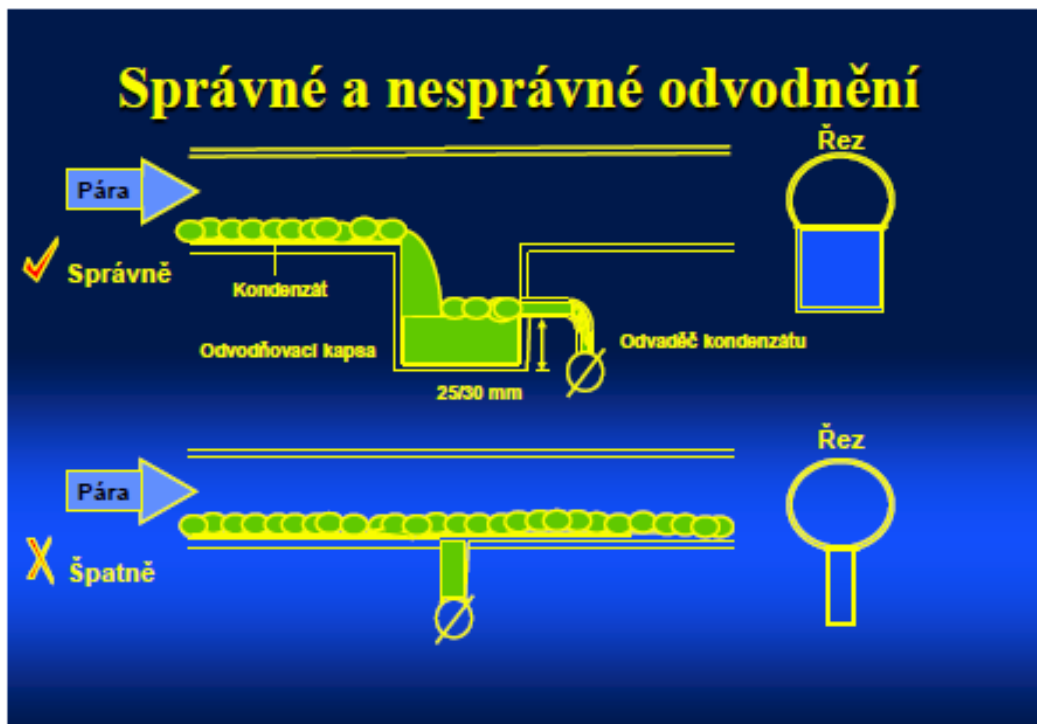 Správné a nesprávné odvodnění
Řez
Pára
Správně
Kondenzát
Odvodňovací kapsa
Odvaděč kondenzátu
25/30 mm
Řez
Pára
Špatně